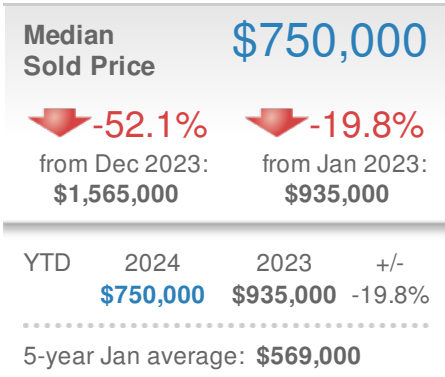 Median
Sold Price
$750,000
-52.1% -19.8%
from Dec 2023: from Jan 2023:
$1,565,000 $935,000
YTD 2024 2023 +/-
$750,000 $935,000 -19.8%
5-year Jan average: $569,000